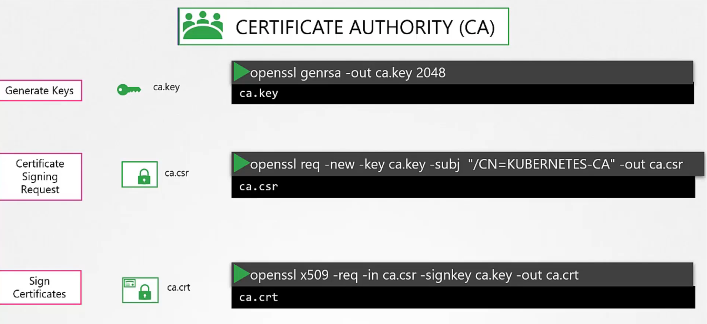 CERTIFICATE AUTHORITY (CA)
Generate Keys
ca.key
openssl genrsa -out ca.key 2048
ca.key
Certificate
Signing
Request
ca.csr
openssl req -new -key ca.key -subj "/CN=KUBERNETES-CA" -out ca.csr
ca.csr
Sign
Certificates
ca.crt
openssl x509 -req -in ca.csr -signkey ca.key -out ca.crt
ca.crt